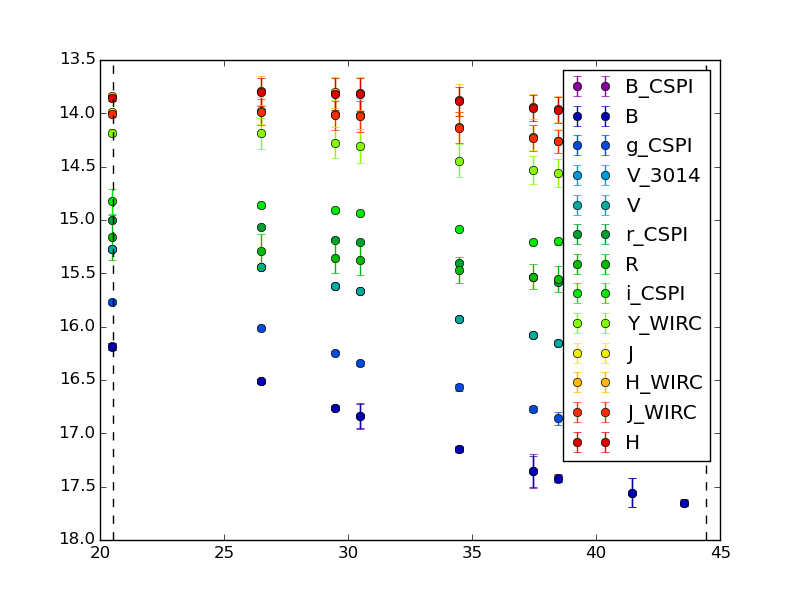 13.5
14.0
14.5
15.0
15.5
16.0
16.5
17.0
17.5
18.0
20
25
30
35
40
45
B_CSPI
B
g_CSPI
V_3014
V
r_CSPI
R
i_CSPI
Y_WIRC
J
H_WIRC
J_WIRC
H